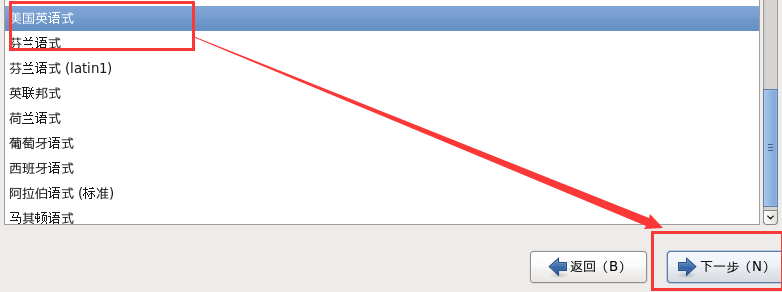 美国英语式
芬兰语式
芬兰语式 (latin1)
英联邦式
荷兰语式
葡萄牙语式
西班牙语式
阿拉伯语式 (标准)
马其顿语式
返回（B） 下一步（N）